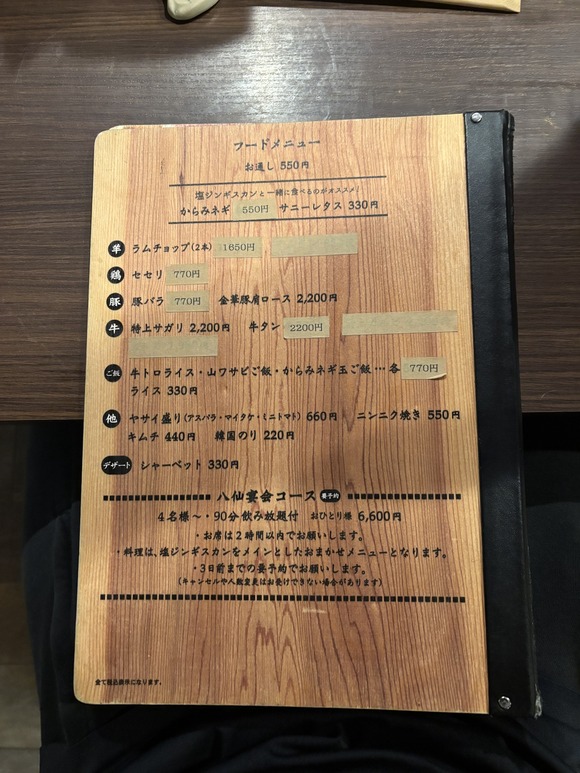 フードメニュー
お通し 550円
塩ジンギスカンと一緒に食べるのがオススメ!
からみネギ 550円 サニーレタス 330円
羊 ラムチョップ(2本) 1650円
鶏 セセリ 770円
豚 豚バラ 770円 金華豚肩ロース 2,200円
牛 特上サガリ 2,200円 牛タン 2200円
ご飯 牛トロライス・山ワサビご飯・からみネギ玉ご飯…各 770円
ライス 330円
他 ヤサイ盛り(アスパラ・マイタケ・ミニトマト) 660円 ニンニク焼き 550円
キムチ 440円 韓国のり 220円
デザート シャーベット 330円
八仙宴会コース 要予約
4名様～・90分飲み放題付 おひとり様 6,600円
・お席は2時間以内でお願いします。
・料理は、塩ジンギスカンをメインとしたおまかせメニューとなります。
・3日前までの要予約でお願いします。
(キャンセルや人数変更はお受けできない場合があります)
全て税込表示になります。